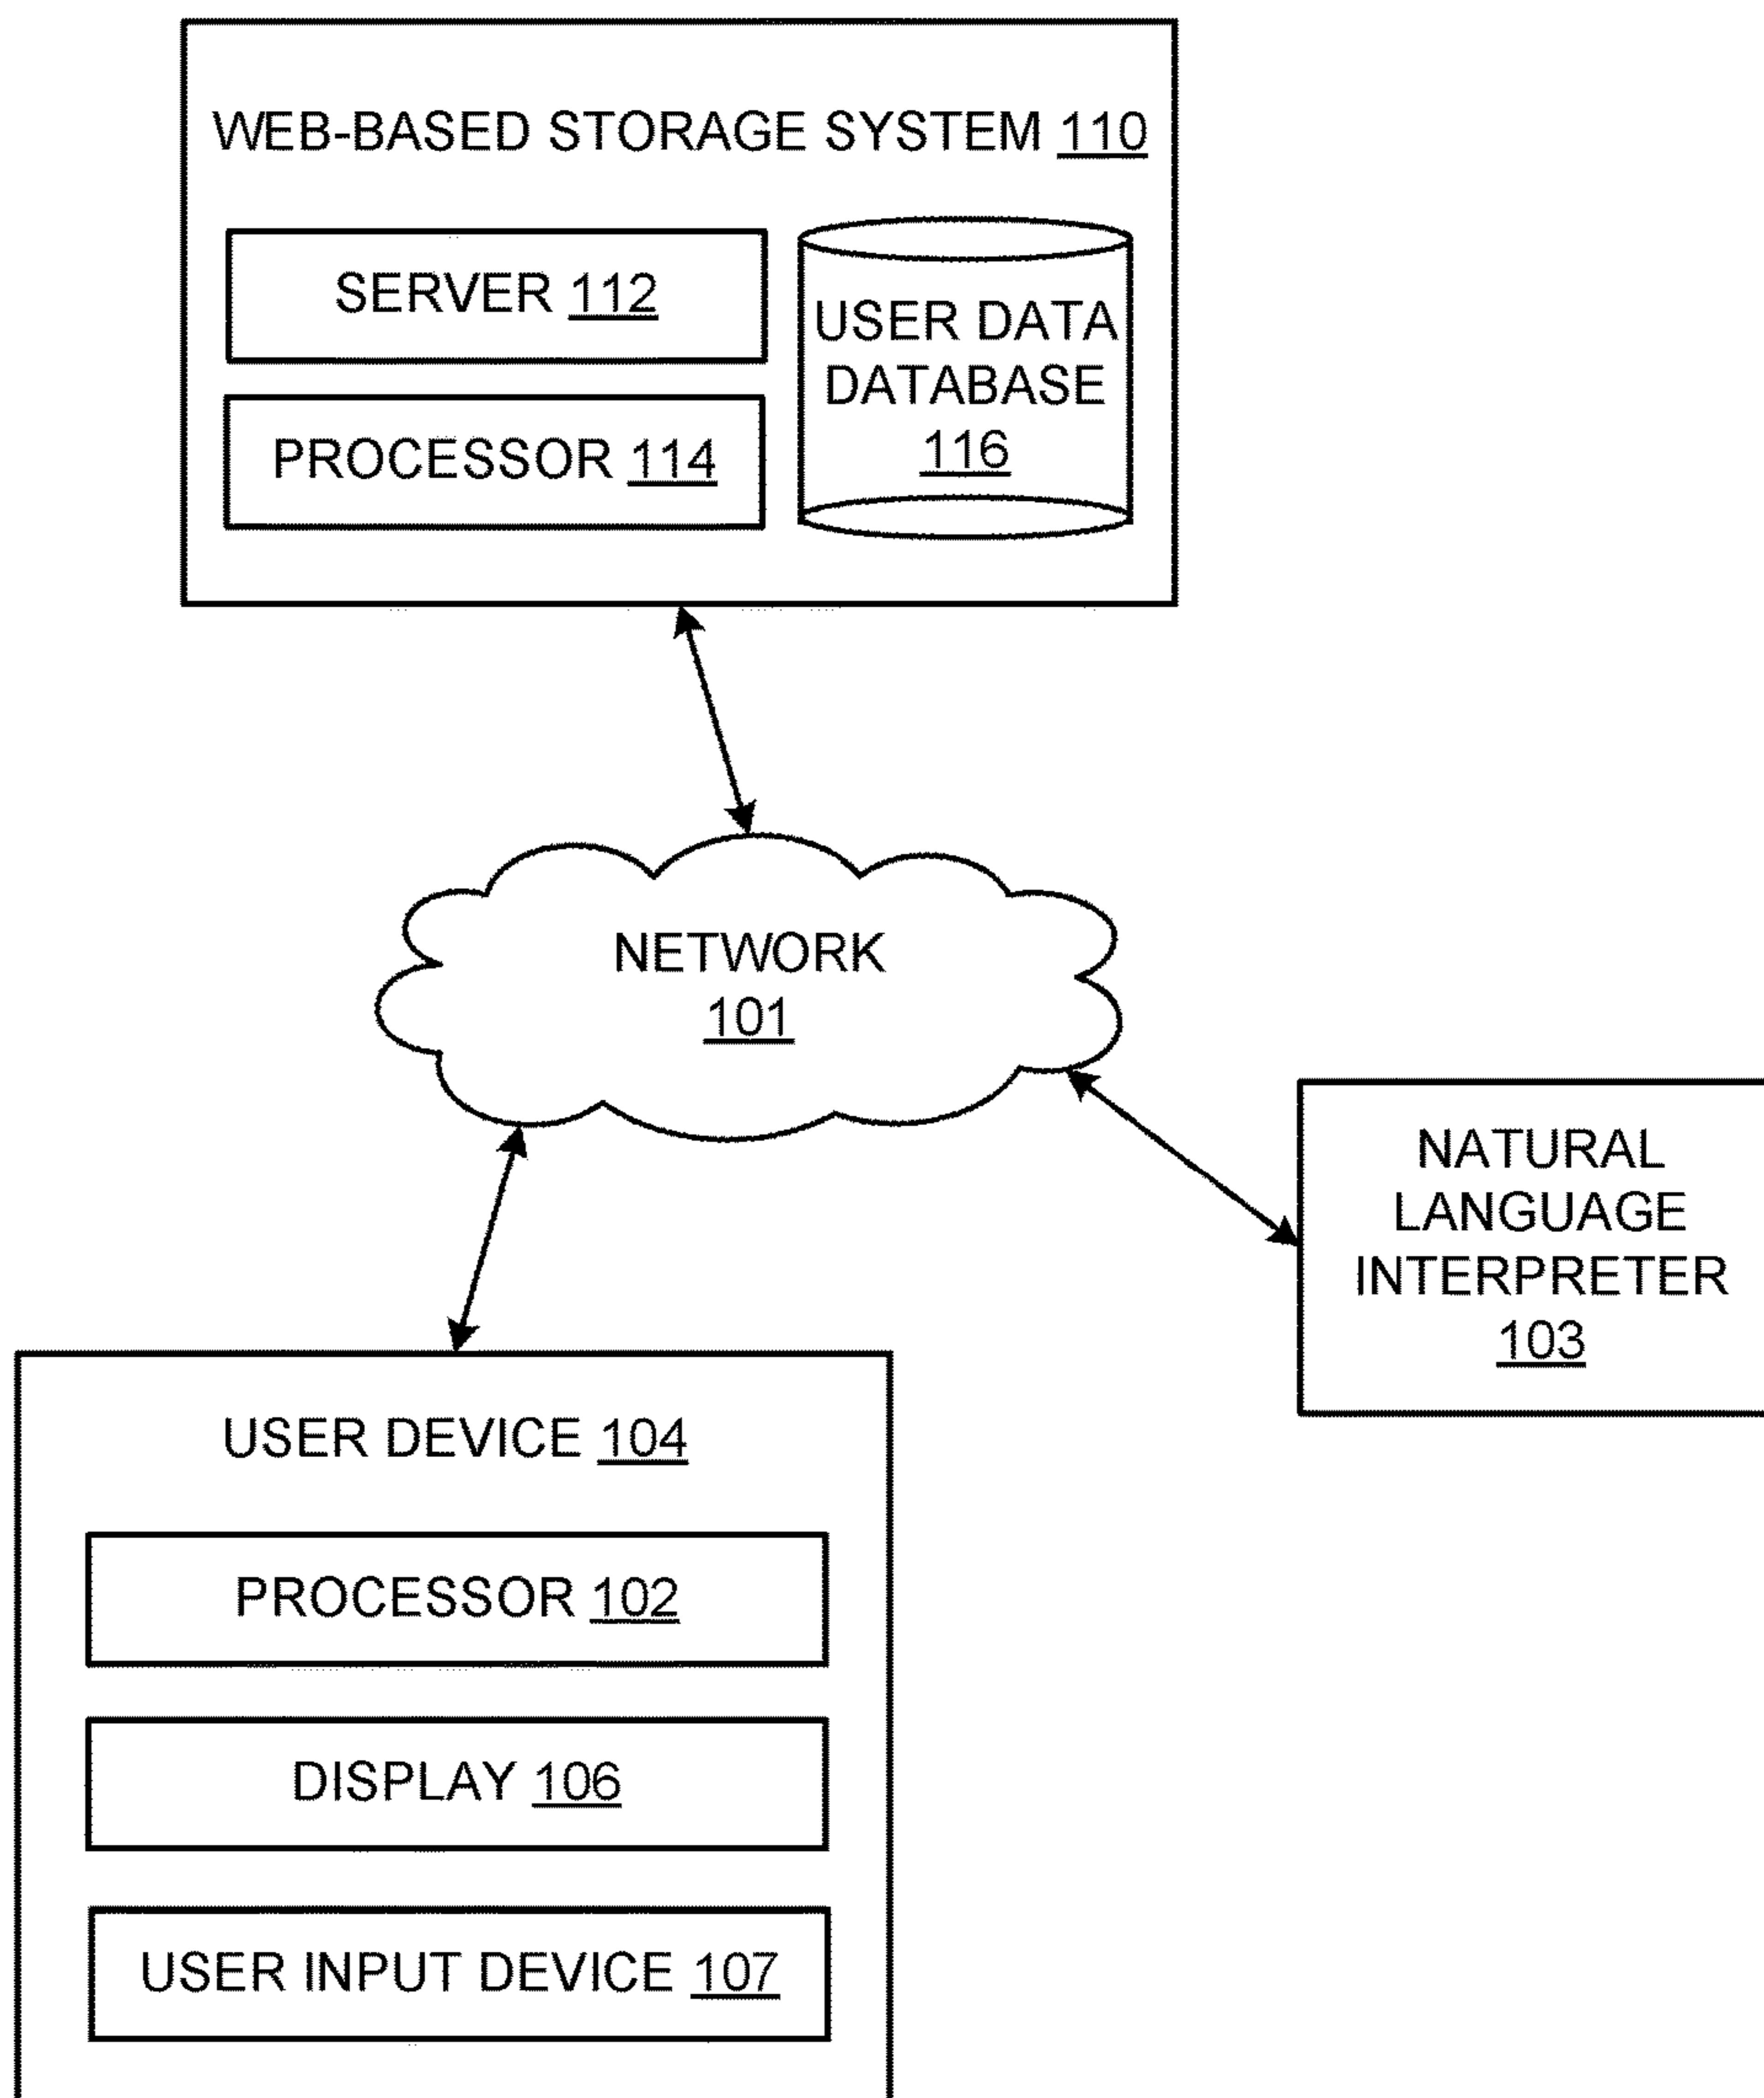 WEB-BASED STORAGE SYSTEM 110
SERVER 112
PROCESSOR 114
USER DATA
DATABASE
116
NETWORK
101
NATURAL
LANGUAGE
INTERPRETER
103
USER DEVICE 104
PROCESSOR 102
DISPLAY 106
USER INPUT DEVICE 107